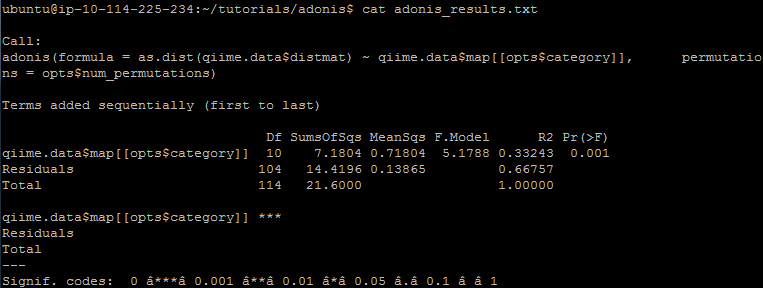 ubuntu@ip-10-114-225-234:~/tutorials/adonis$ cat adonis_results.txt
Call:
adonis(formula = as.dist(qiime.data$distmat) ~ qiime.data$map[[opts$category]],      permutatio
ns = opts$num_permutations)
Terms added sequentially (first to last)
                                 Df SumsOfSqs MeanSqs F.Model      R2 Pr(>F)
qiime.data$map[[opts$category]]  10    7.1804 0.71804  5.1788 0.33243  0.001
Residuals                       104   14.4196 0.13865         0.66757
Total                           114   21.6000                 1.00000
qiime.data$map[[opts$category]] ***
Residuals
Total
---
Signif. codes:  0 â***â 0.001 â**â 0.01 â*â 0.05 â.â 0.1 â â 1